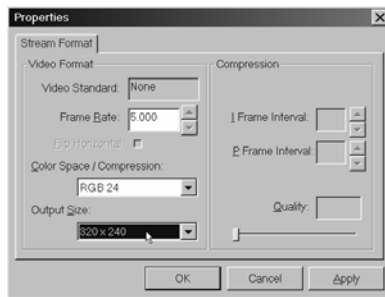 Properties
Stream Format
Video Format
Video Standard: None
Frame Rate: 5.000
Flip Horizontal:
Color Space / Compression:
RGB 24
Output Size:
320 x 240
Compression
I Frame Interval:
P Frame Interval:
Quality:
OK
Cancel
Apply